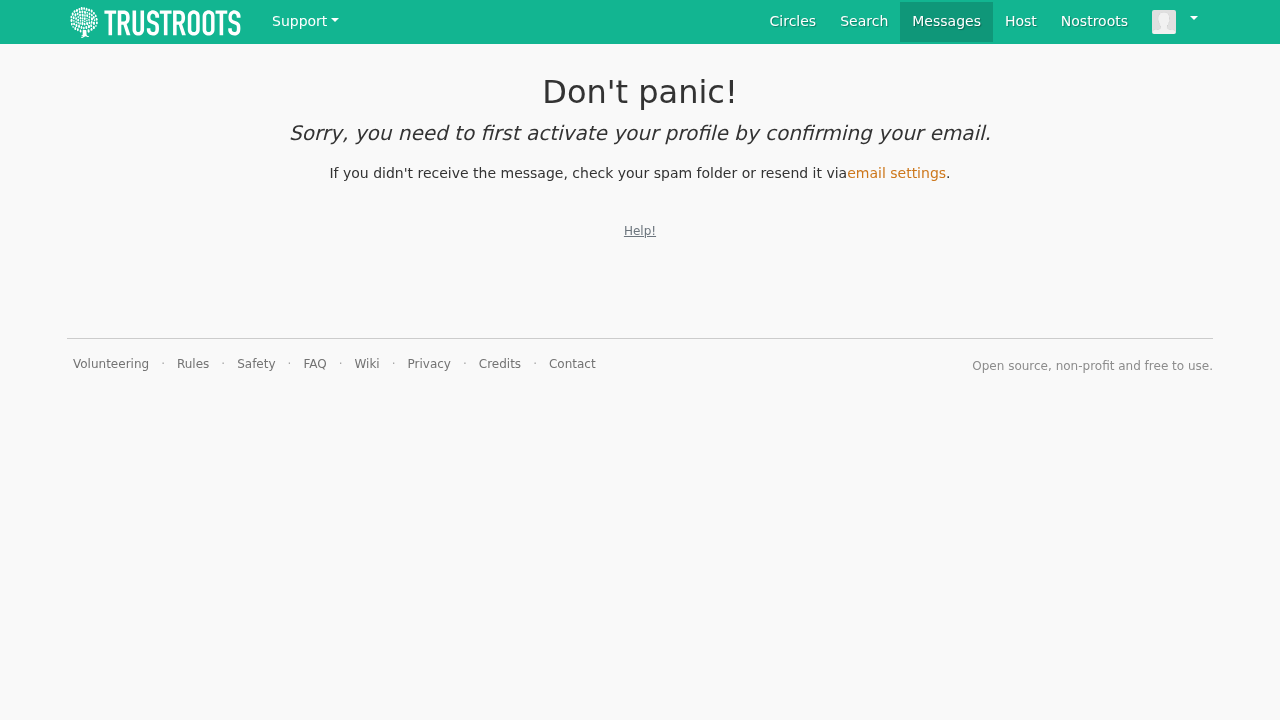 TRUSTROOTS Support Circles Search Messages Host Nostroots
Don't panic!
Sorry, you need to first activate your profile by confirming your email.
If you didn't receive the message, check your spam folder or resend it viaemail settings.
Help!
Volunteering · Rules · Safety · FAQ · Wiki · Privacy · Credits · Contact
Open source, non-profit and free to use.